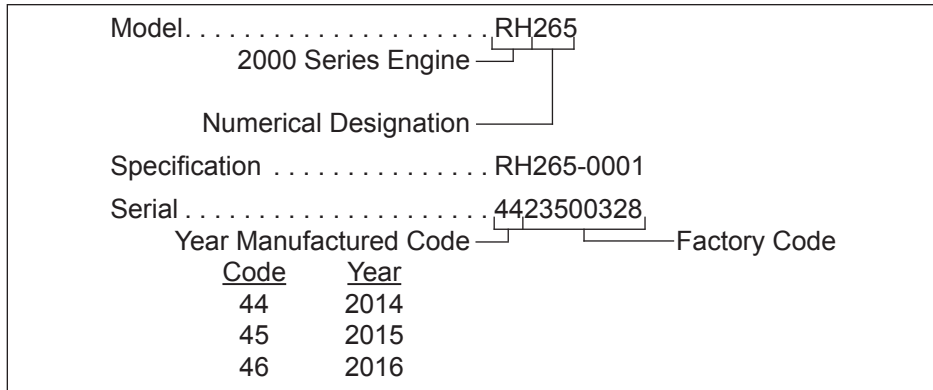 Model. . . . . . . . . . . . . . . . . . . . . RH265
2000 Series Engine
Numerical Designation
Specification . . . . . . . . . . . . . . . RH265-0001
Serial . . . . . . . . . . . . . . . . . . . . . 4423500328
Year Manufactured Code Factory Code
Code Year
44 2014
45 2015
46 2016